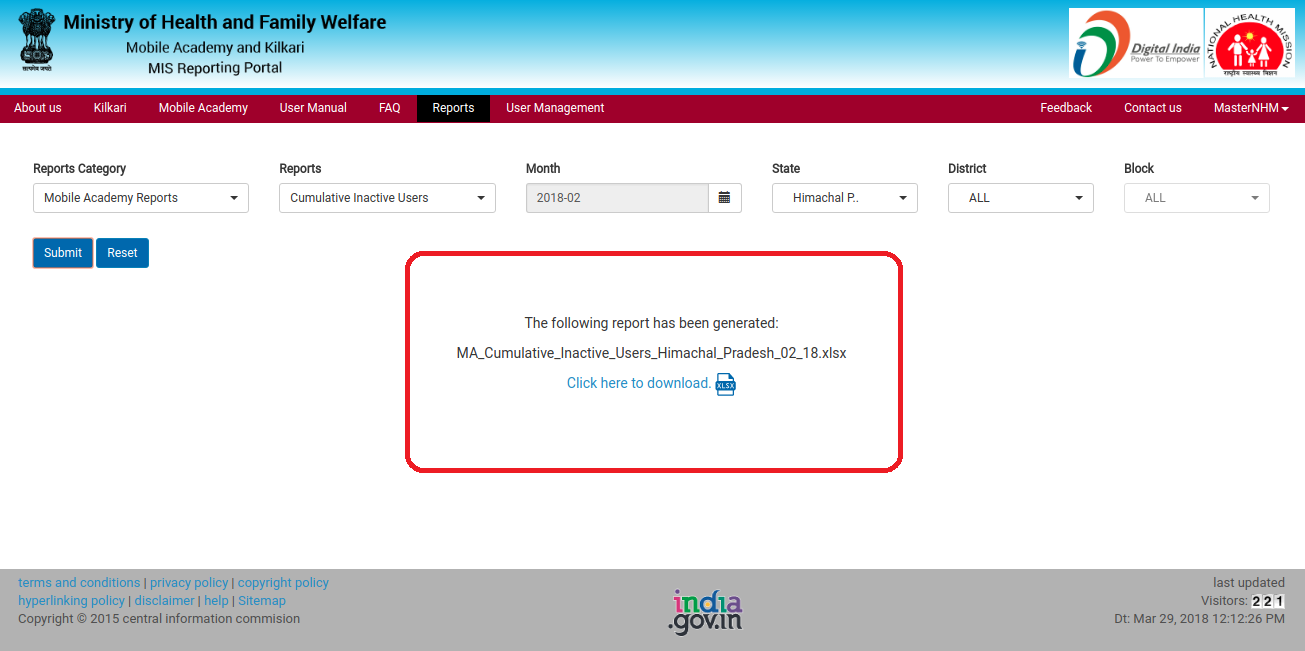 Ministry of Health and Family Welfare
Mobile Academy and Kilkari
MIS Reporting Portal
सत्यमेव जयते
Digital India
Power To Empower
NATIONAL HEALTH MISSION
राष्ट्रीय स्वास्थ्य मिशन
About us Kilkari Mobile Academy User Manual FAQ Reports User Management Feedback Contact us MasterNHM
Reports Category Reports Month State District Block
Mobile Academy Reports Cumulative Inactive Users 2018-02 Himachal P.. ALL ALL
Submit Reset
The following report has been generated:
MA_Cumulative_Inactive_Users_Himachal_Pradesh_02_18.xlsx
Click here to download. XLSX
terms and conditions | privacy policy | copyright policy
hyperlinking policy | disclaimer | help | Sitemap
Copyright © 2015 central information commision
india
.gov.in
last updated
Visitors: 221
Dt: Mar 29, 2018 12:12:26 PM